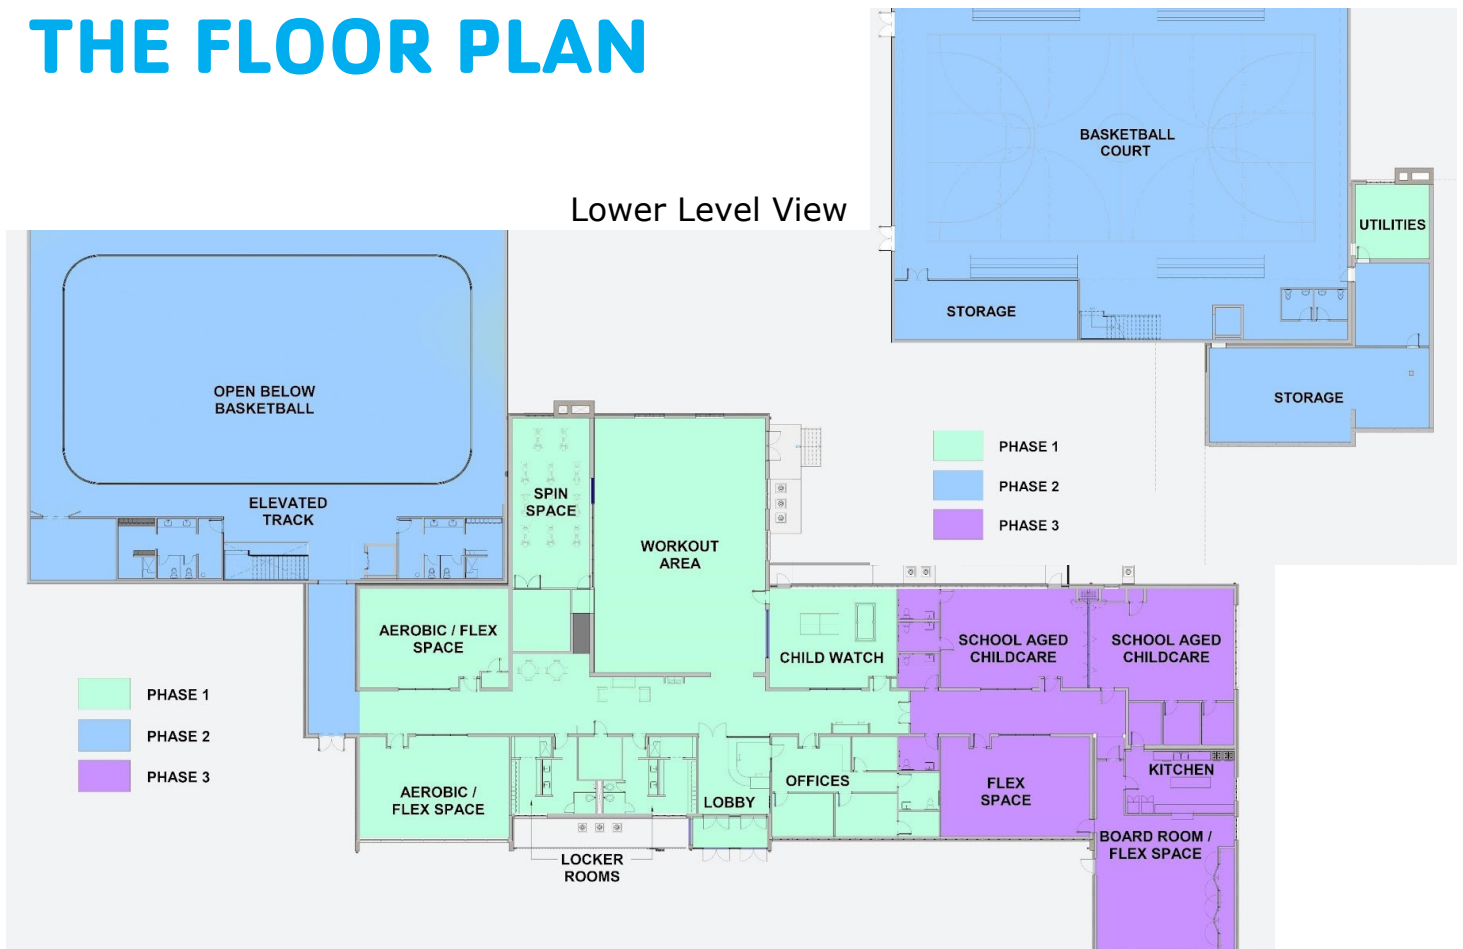 THE FLOOR PLAN
Lower Level View
BASKETBALL
COURT
UTILITIES
STORAGE
STORAGE
PHASE 1
PHASE 2
PHASE 3
OPEN BELOW
BASKETBALL
ELEVATED
TRACK
SPIN
SPACE
WORKOUT
AREA
AEROBIC / FLEX
SPACE
CHILD WATCH
SCHOOL AGED
CHILDCARE
SCHOOL AGED
CHILDCARE
PHASE 1
PHASE 2
PHASE 3
AEROBIC /
FLEX SPACE
LOBBY
OFFICES
FLEX
SPACE
KITCHEN
BOARD ROOM /
FLEX SPACE
LOCKER
ROOMS